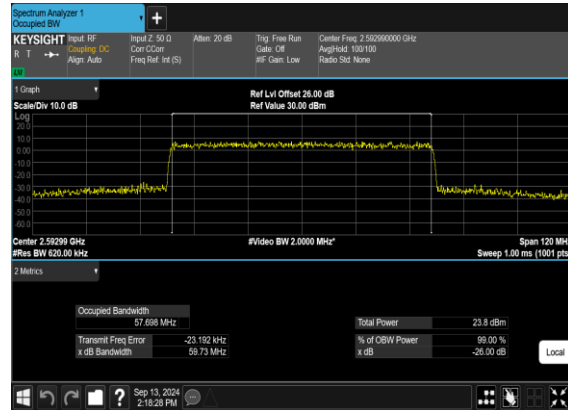 Spectrum Analyzer 1
Occupied BW
+
KEYSIGHT Input: RF Input Z: 50 Ω Atten: 20 dB Trig: Free Run Center Freq: 2.592990000 GHz
R T Coupling: DC Corr CCorr Gate: Off Avg|Hold: 100/100
Align: Auto Freq Ref: Int (S) #IF Gain: Low Radio Std: None
LW
1 Graph
Ref Lvl Offset 26.00 dB
Scale/Div 10.0 dB Ref Value 30.00 dBm
Log
20.0
10.0
0.00
-10.0
-20.0
-30.0
-40.0
-50.0
-60.0
Center 2.59299 GHz #Video BW 2.0000 MHz* Span 120 MH
#Res BW 620.00 kHz Sweep 1.00 ms (1001 pts
2 Metrics
Occupied Bandwidth
57.698 MHz Total Power 23.8 dBm
Transmit Freq Error -23.192 kHz % of OBW Power 99.00 %
x dB Bandwidth 59.73 MHz x dB -26.00 dB
Local
? Sep 13, 2024
2:18:28 PM